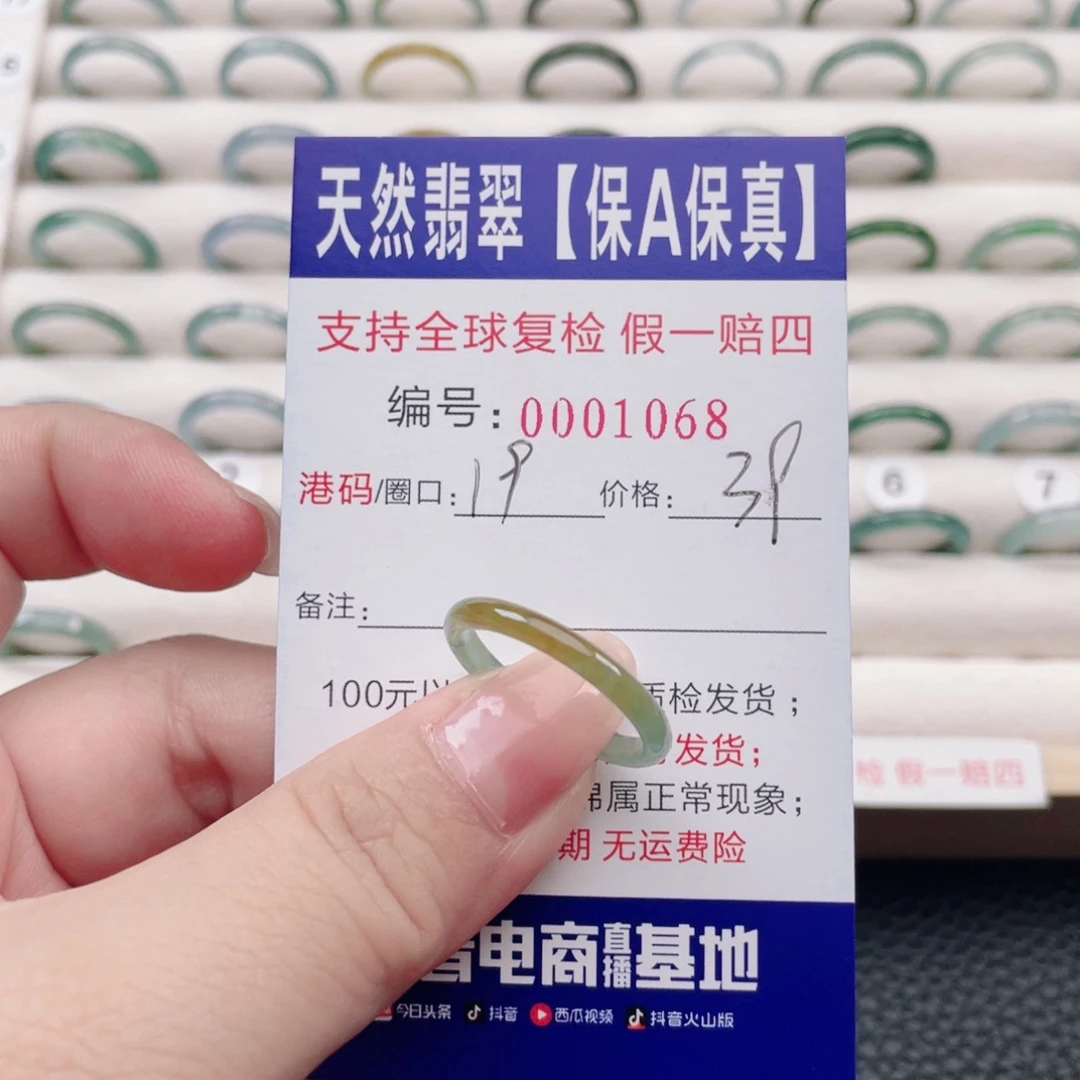 天然翡翠【保A保真】
支持全球复检 假一赔四
编号: 0001068
港码/圈口: 19 价格: 39
备注:
100元以 质检发货;
发货;
棉属正常现象;
期 无运费险
电商直播基地
今日头条 抖音 西瓜视频 抖音火山版
6 7
检 假一赔四